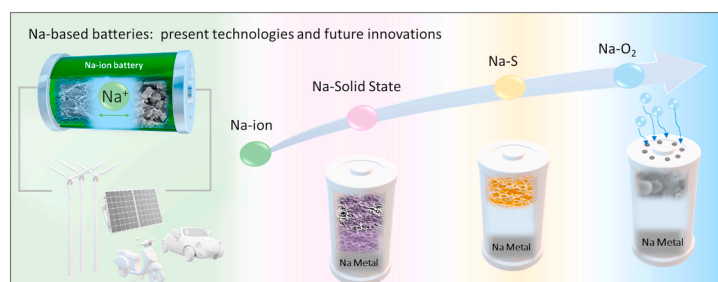 Na-based batteries: present technologies and future innovations
Na-ion battery
Na⁺
Na-ion
Na-Solid State
Na-S
Na-O₂
Na Metal
Na Metal
Na Metal